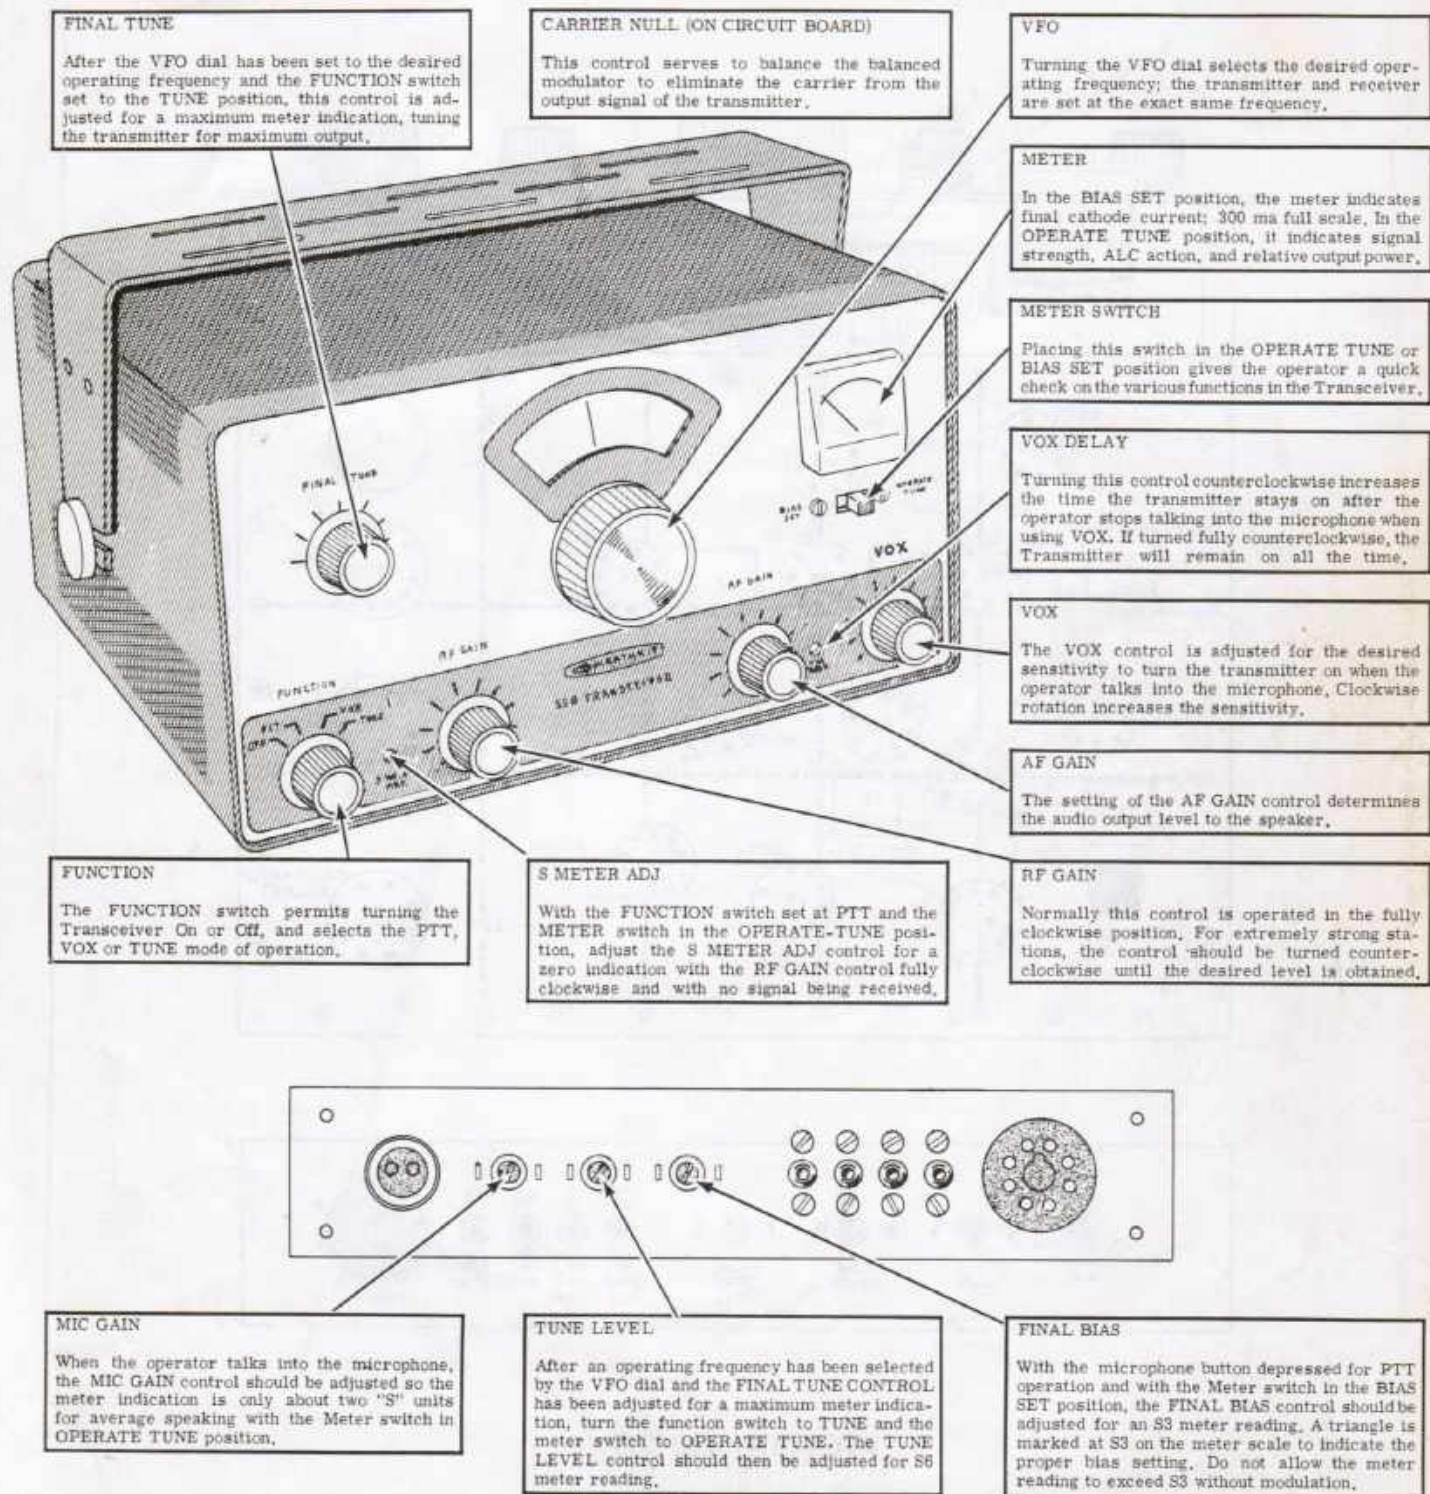 FINAL TUNE
After the VFO dial has been set to the desired
operating frequency and the FUNCTION switch
set to the TUNE position, this control is ad-
justed for a maximum meter indication, tuning
the transmitter for maximum output.
CARRIER NULL (ON CIRCUIT BOARD)
This control serves to balance the balanced
modulator to eliminate the carrier from the
output signal of the transmitter.
VFO
Turning the VFO dial selects the desired oper-
ating frequency; the transmitter and receiver
are set at the exact same frequency.
METER
In the BIAS SET position, the meter indicates
final cathode current; 300 ma full scale. In the
OPERATE TUNE position, it indicates signal
strength, ALC action, and relative output power.
METER SWITCH
Placing this switch in the OPERATE TUNE or
BIAS SET position gives the operator a quick
check on the various functions in the Transceiver.
VOX DELAY
Turning this control counterclockwise increases
the time the transmitter stays on after the
operator stops talking into the microphone when
using VOX. If turned fully counterclockwise, the
Transmitter will remain on all the time.
VOX
The VOX control is adjusted for the desired
sensitivity to turn the transmitter on when the
operator talks into the microphone. Clockwise
rotation increases the sensitivity.
AF GAIN
The setting of the AF GAIN control determines
the audio output level to the speaker.
RF GAIN
Normally this control is operated in the fully
clockwise position. For extremely strong sta-
tions, the control should be turned counter-
clockwise until the desired level is obtained.
FINAL TUNE
BIAS
SET
OPERATE
TUNE
VOX
AF GAIN
RF GAIN
HEATHKIT
SSB TRANSCEIVER
FUNCTION
OFF
PTT
VOX
TUNE
FUNCTION
The FUNCTION switch permits turning the
Transceiver On or Off, and selects the PTT,
VOX or TUNE mode of operation.
S METER ADJ
With the FUNCTION switch set at PTT and the
METER switch in the OPERATE-TUNE posi-
tion, adjust the S METER ADJ control for a
zero indication with the RF GAIN control fully
clockwise and with no signal being received.
MIC GAIN
When the operator talks into the microphone,
the MIC GAIN control should be adjusted so the
meter indication is only about two "S" units
for average speaking with the Meter switch in
OPERATE TUNE position.
TUNE LEVEL
After an operating frequency has been selected
by the VFO dial and the FINAL TUNE CONTROL
has been adjusted for a maximum meter indica-
tion, turn the function switch to TUNE and the
meter switch to OPERATE TUNE. The TUNE
LEVEL control should then be adjusted for S6
meter reading.
FINAL BIAS
With the microphone button depressed for PTT
operation and with the Meter switch in the BIAS
SET position, the FINAL BIAS control should be
adjusted for an S3 meter reading. A triangle is
marked at S3 on the meter scale to indicate the
proper bias setting. Do not allow the meter
reading to exceed S3 without modulation.